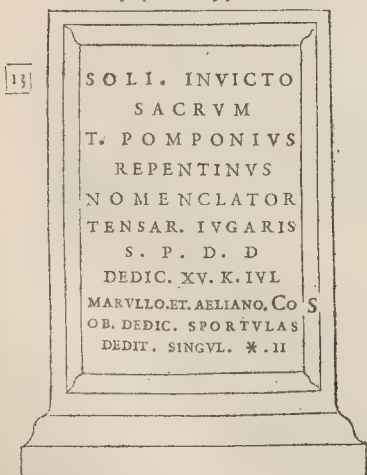 13
SOLI. INVICTO
SACRVM
T. POMPONIVS
REPENTINVS
NOMENCLATOR
TENSAR. IVGARIS
S. P. D. D
DEDIC. XV. K. IVL
MARVLLO.ET. AELIANO. CO S
OB. DEDIC. SPORTVLAS
DEDIT. SINGVL. ✱. II